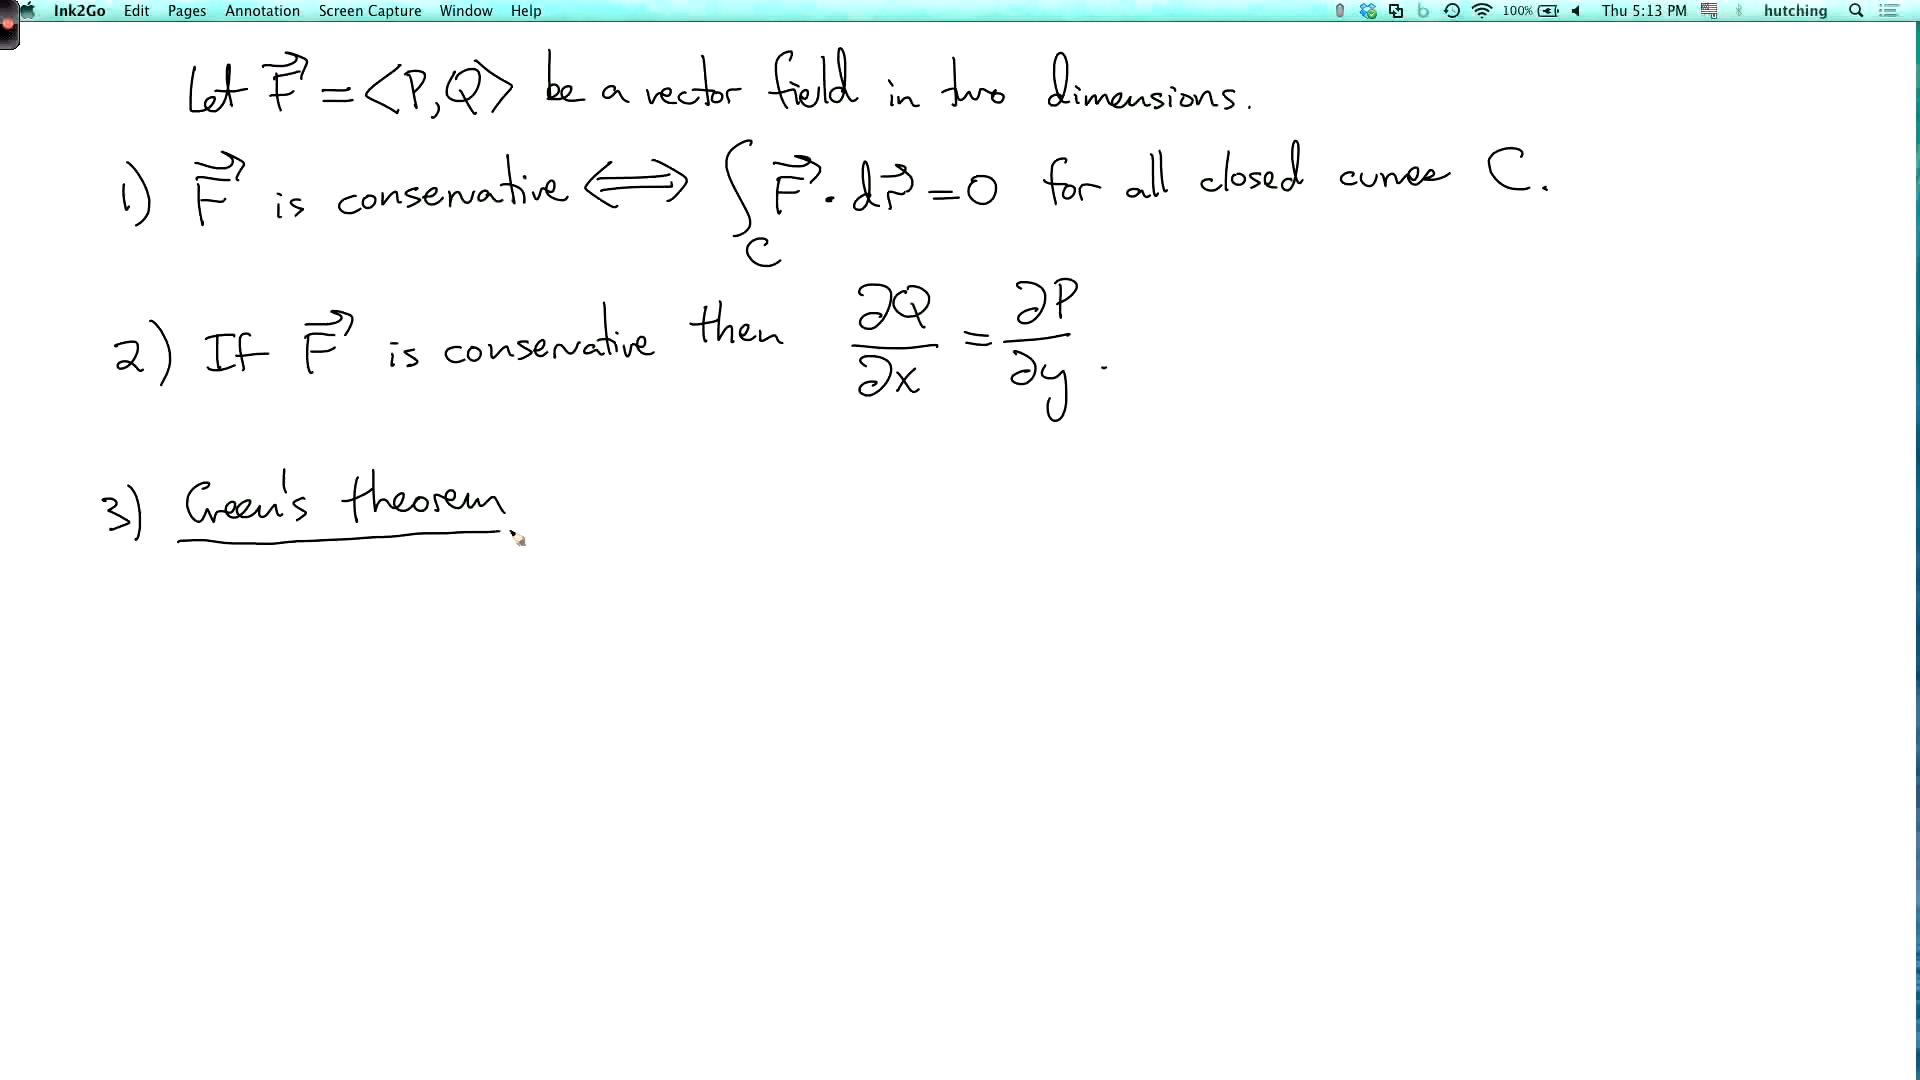 Ink2Go Edit Pages Annotation Screen Capture Window Help 100% Thu 5:13 PM hutching
Let F⃗ = <P, Q> be a vector field in two dimensions.
1) F⃗ is conservative ⟺ ∫_C F⃗ · dr⃗ = 0 for all closed curves C.
2) If F⃗ is conservative then ∂Q/∂x = ∂P/∂y.
3) Green's theorem